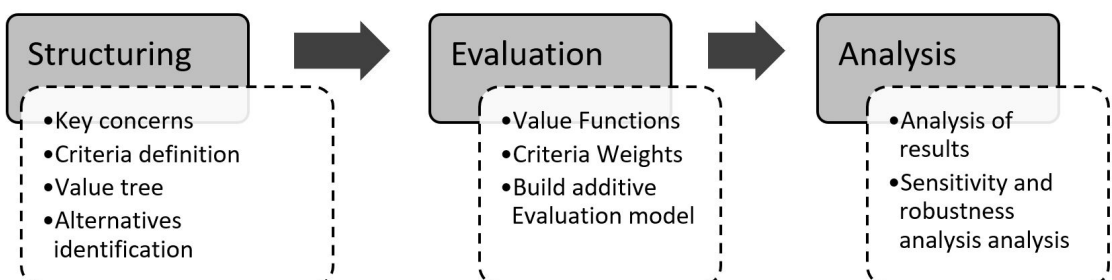 Structuring
•Key concerns
•Criteria definition
•Value tree
•Alternatives
identification
Evaluation
•Value Functions
•Criteria Weights
•Build additive
Evaluation model
Analysis
•Analysis of
results
•Sensitivity and
robustness
analysis analysis